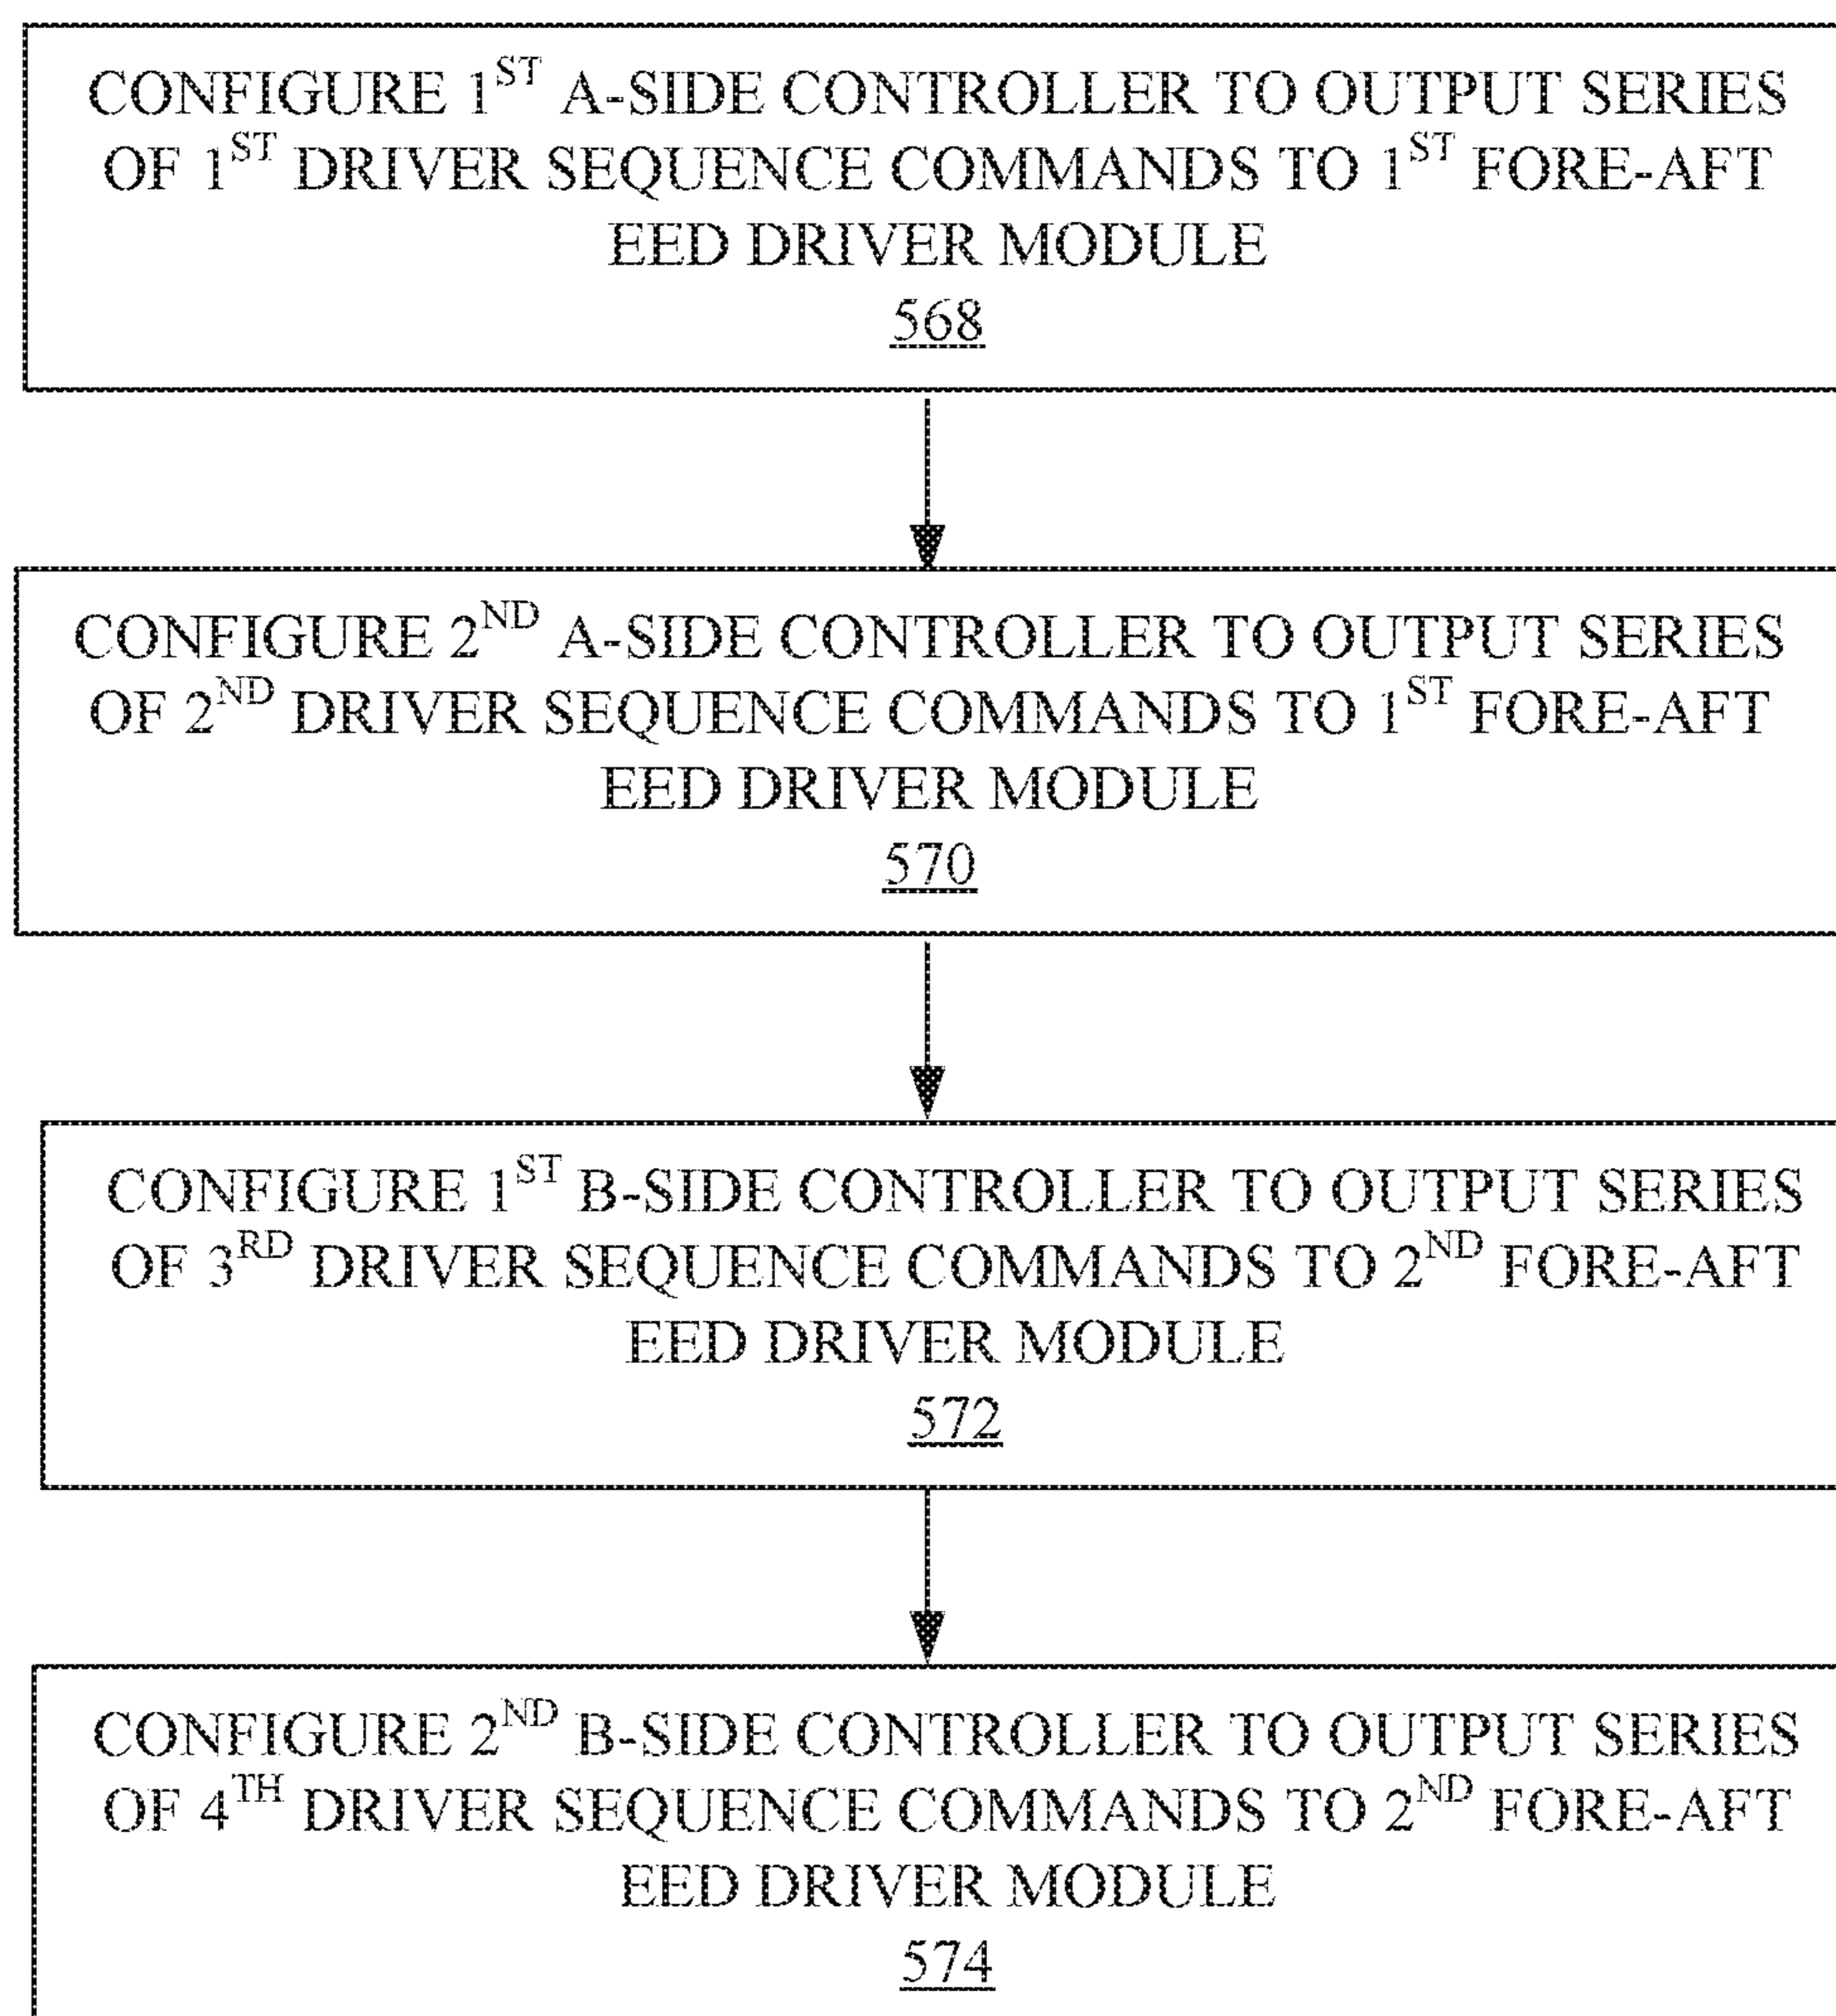 CONFIGURE 1ST A-SIDE CONTROLLER TO OUTPUT SERIES
OF 1ST DRIVER SEQUENCE COMMANDS TO 1ST FORE-AFT
EED DRIVER MODULE
568
CONFIGURE 2ND A-SIDE CONTROLLER TO OUTPUT SERIES
OF 2ND DRIVER SEQUENCE COMMANDS TO 1ST FORE-AFT
EED DRIVER MODULE
570
CONFIGURE 1ST B-SIDE CONTROLLER TO OUTPUT SERIES
OF 3RD DRIVER SEQUENCE COMMANDS TO 2ND FORE-AFT
EED DRIVER MODULE
572
CONFIGURE 2ND B-SIDE CONTROLLER TO OUTPUT SERIES
OF 4TH DRIVER SEQUENCE COMMANDS TO 2ND FORE-AFT
EED DRIVER MODULE
574